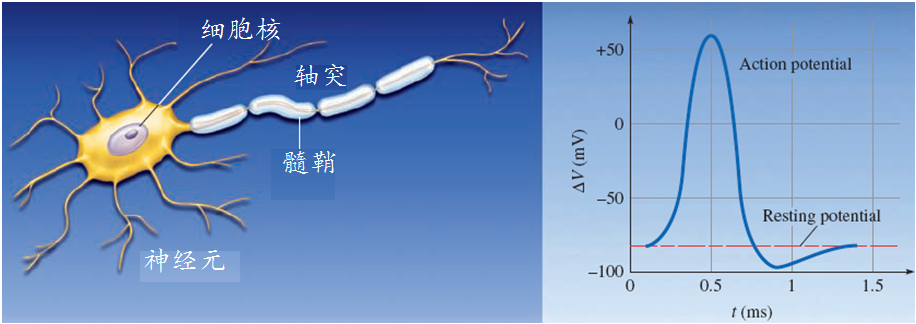 细胞核
轴突
髓鞘
神经元
+50
0
−50
−100
ΔV (mV)
Action potential
Resting potential
0
0.5
1
1.5
t (ms)